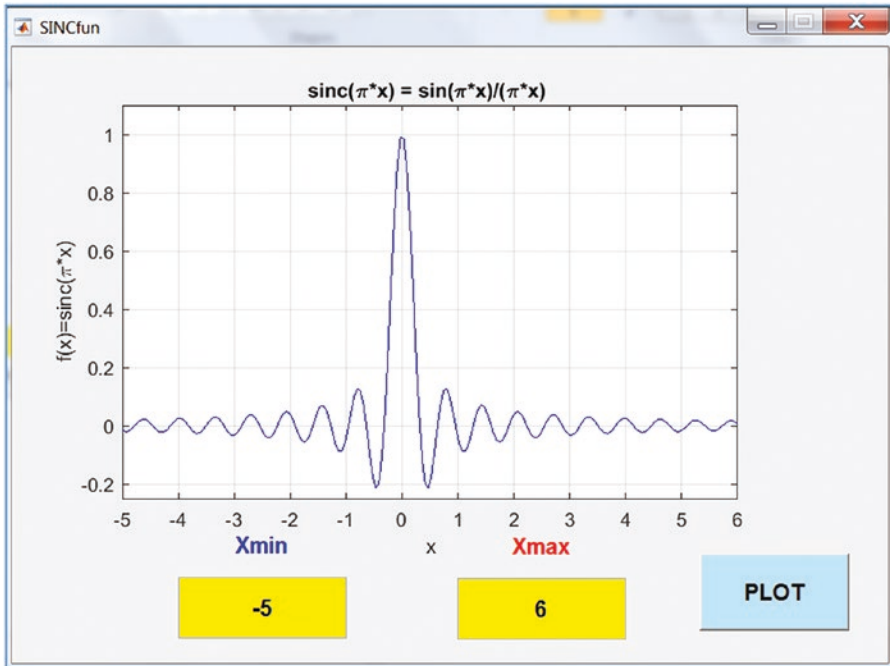 SINCfun
sinc(π*x) = sin(π*x)/(π*x)
f(x)=sinc(π*x)
1
0.8
0.6
0.4
0.2
0
-0.2
-5 -4 -3 -2 -1 0 1 2 3 4 5 6
Xmin x Xmax
-5 6 PLOT